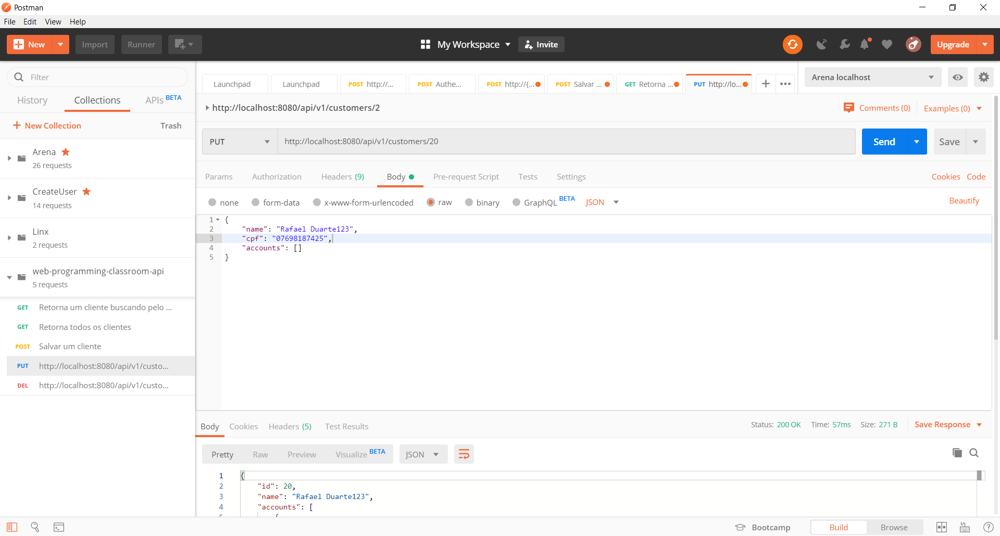 Postman
File Edit View Help
New Import Runner My Workspace Invite Upgrade
Filter
History Collections APIs BETA
New Collection Trash
Arena
26 requests
CreateUser
14 requests
Linx
2 requests
web-programming-classroom-api
5 requests
GET Retorna um cliente buscando pelo ...
GET Retorna todos os clientes
POST Salvar um cliente
PUT http://localhost:8080/api/v1/custo...
DEL http://localhost:8080/api/v1/custo...
Launchpad Launchpad POST http://... POST Authe... POST http://{... POST Salvar ... GET Retorna ... PUT http://lo... Arena localhost
http://localhost:8080/api/v1/customers/2 Comments (0) Examples (0)
PUT http://localhost:8080/api/v1/customers/20 Send Save
Params Authorization Headers (9) Body Pre-request Script Tests Settings Cookies Code
none form-data x-www-form-urlencoded raw binary GraphQL BETA JSON Beautify
1 {
2 "name": "Rafael Duarte123",
3 "cpf": "07698187425",
4 "accounts": []
5 }
Body Cookies Headers (5) Test Results Status: 200 OK Time: 57ms Size: 271 B Save Response
Pretty Raw Preview Visualize BETA JSON
1 {
2 "id": 20,
3 "name": "Rafael Duarte123",
4 "accounts": [
5 {
Bootcamp Build Browse